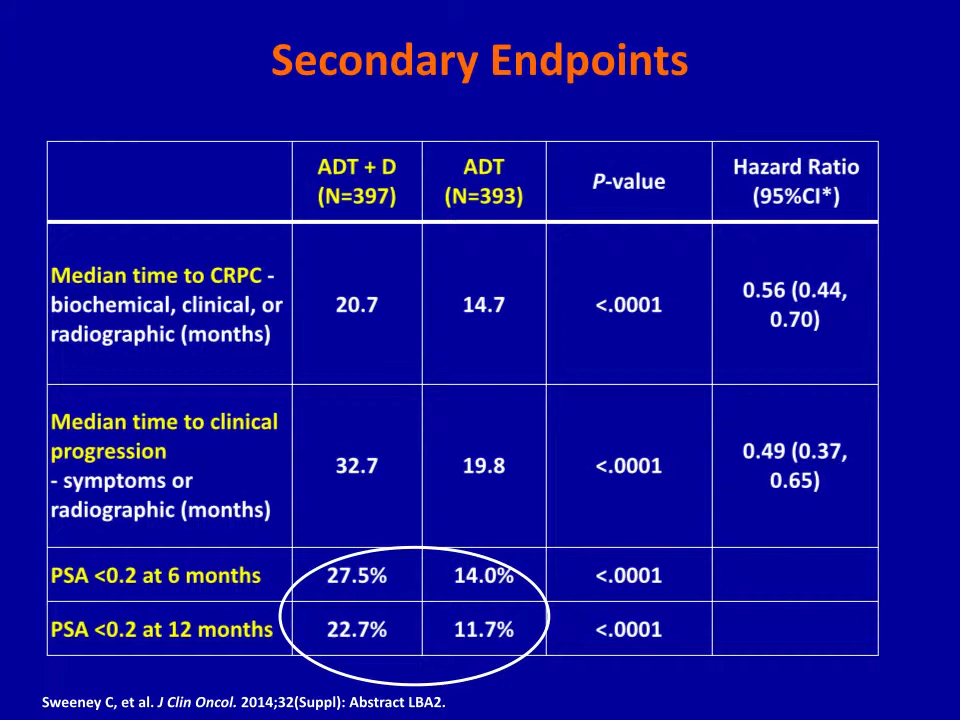 Secondary Endpoints
ADT + D
(N=397)
ADT
(N=393)
P-value
Hazard Ratio
(95%CI*)
Median time to CRPC -
biochemical, clinical, or
radiographic (months)
20.7
14.7
<.0001
0.56 (0.44,
0.70)
Median time to clinical
progression
- symptoms or
radiographic (months)
32.7
19.8
<.0001
0.49 (0.37,
0.65)
PSA <0.2 at 6 months
27.5%
14.0%
<.0001
PSA <0.2 at 12 months
22.7%
11.7%
<.0001
Sweeney C, et al. J Clin Oncol. 2014;32(Suppl): Abstract LBA2.